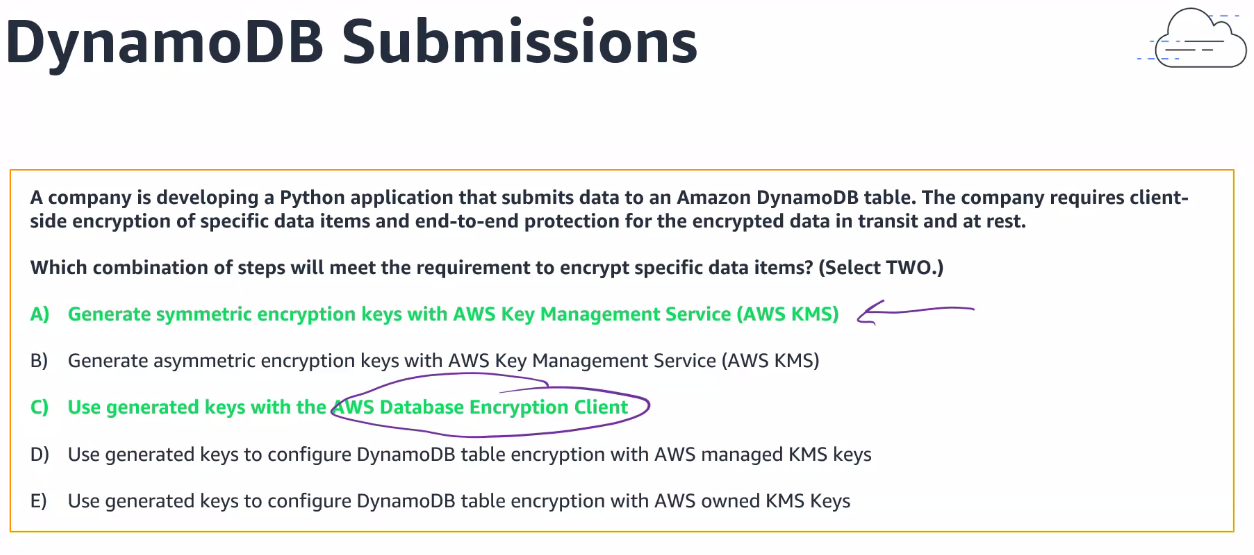 DynamoDB Submissions
A company is developing a Python application that submits data to an Amazon DynamoDB table. The company requires client-
side encryption of specific data items and end-to-end protection for the encrypted data in transit and at rest.
Which combination of steps will meet the requirement to encrypt specific data items? (Select TWO.)
A) Generate symmetric encryption keys with AWS Key Management Service (AWS KMS)
B) Generate asymmetric encryption keys with AWS Key Management Service (AWS KMS)
C) Use generated keys with the AWS Database Encryption Client
D) Use generated keys to configure DynamoDB table encryption with AWS managed KMS keys
E) Use generated keys to configure DynamoDB table encryption with AWS owned KMS Keys